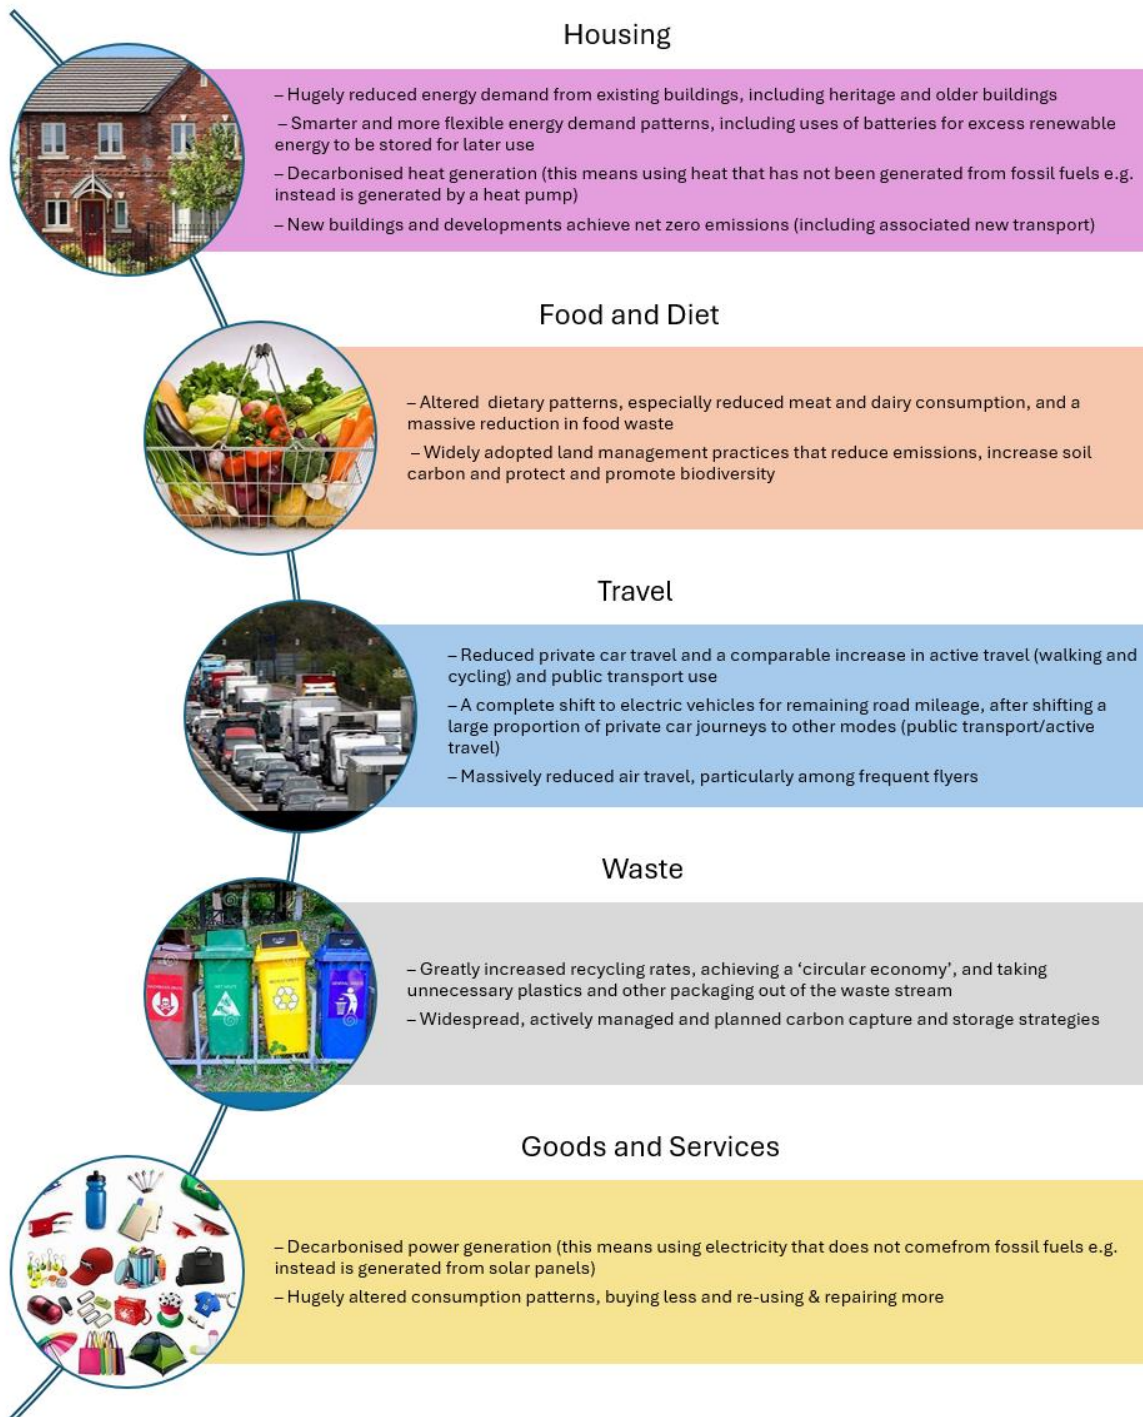 Housing
– Hugely reduced energy demand from existing buildings, including heritage and older buildings
– Smarter and more flexible energy demand patterns, including uses of batteries for excess renewable
energy to be stored for later use
– Decarbonised heat generation (this means using heat that has not been generated from fossil fuels e.g.
instead is generated by a heat pump)
– New buildings and developments achieve net zero emissions (including associated new transport)
Food and Diet
– Altered  dietary patterns, especially reduced meat and dairy consumption, and a
massive reduction in food waste
– Widely adopted land management practices that reduce emissions, increase soil
carbon and protect and promote biodiversity
Travel
– Reduced private car travel and a comparable increase in active travel (walking and
cycling) and public transport use
– A complete shift to electric vehicles for remaining road mileage, after shifting a
large proportion of private car journeys to other modes (public transport/active
travel)
– Massively reduced air travel, particularly among frequent flyers
Waste
– Greatly increased recycling rates, achieving a ‘circular economy’, and taking
unnecessary plastics and other packaging out of the waste stream
– Widespread, actively managed and planned carbon capture and storage strategies
Goods and Services
– Decarbonised power generation (this means using electricity that does not comefrom fossil fuels e.g.
instead is generated from solar panels)
– Hugely altered consumption patterns, buying less and re-using & repairing more